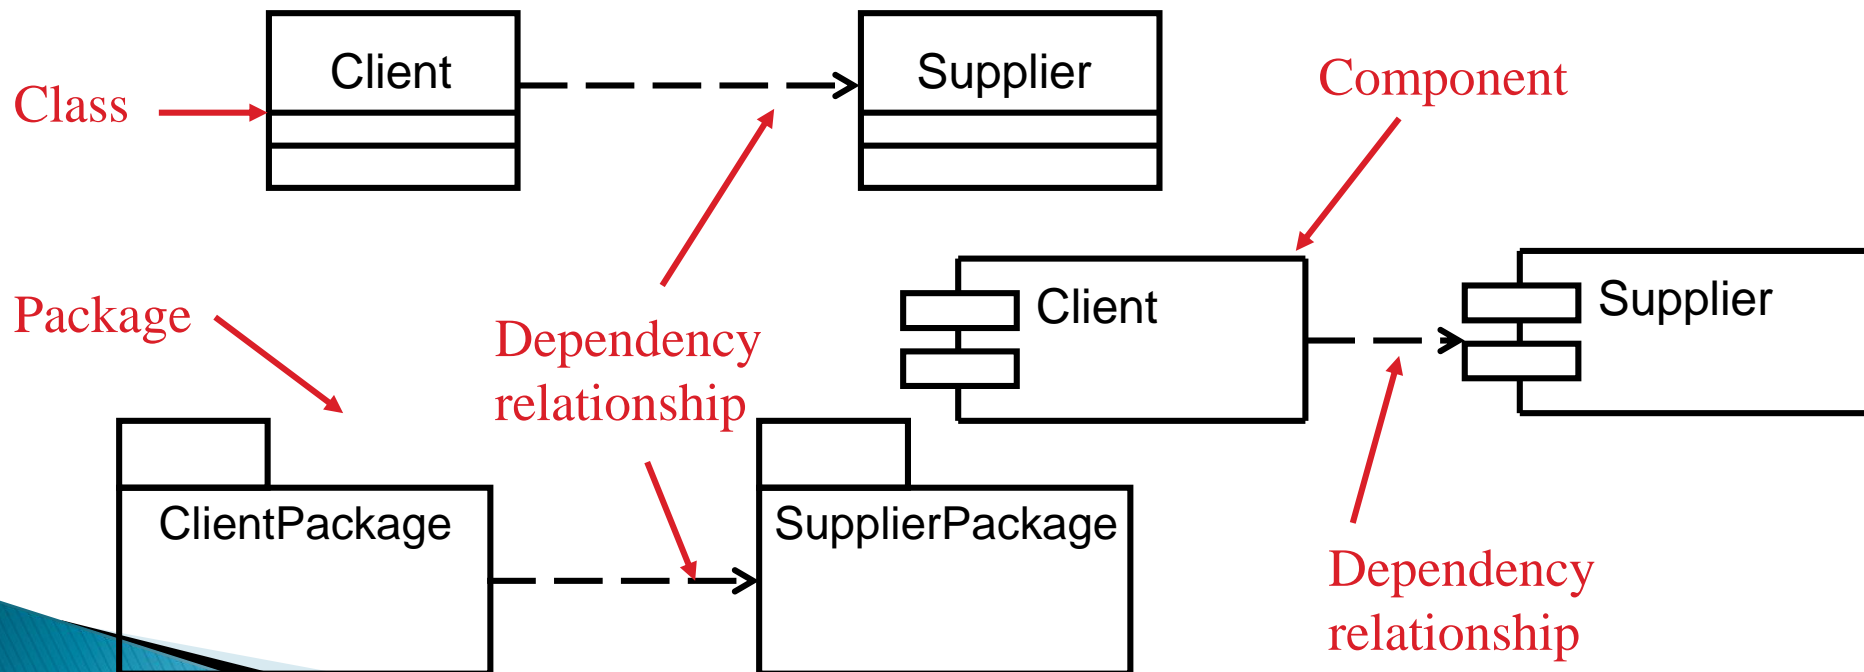 Client
Supplier
Component
Class
Client
Supplier
Package
Dependency
relationship
ClientPackage
SupplierPackage
Dependency
relationship